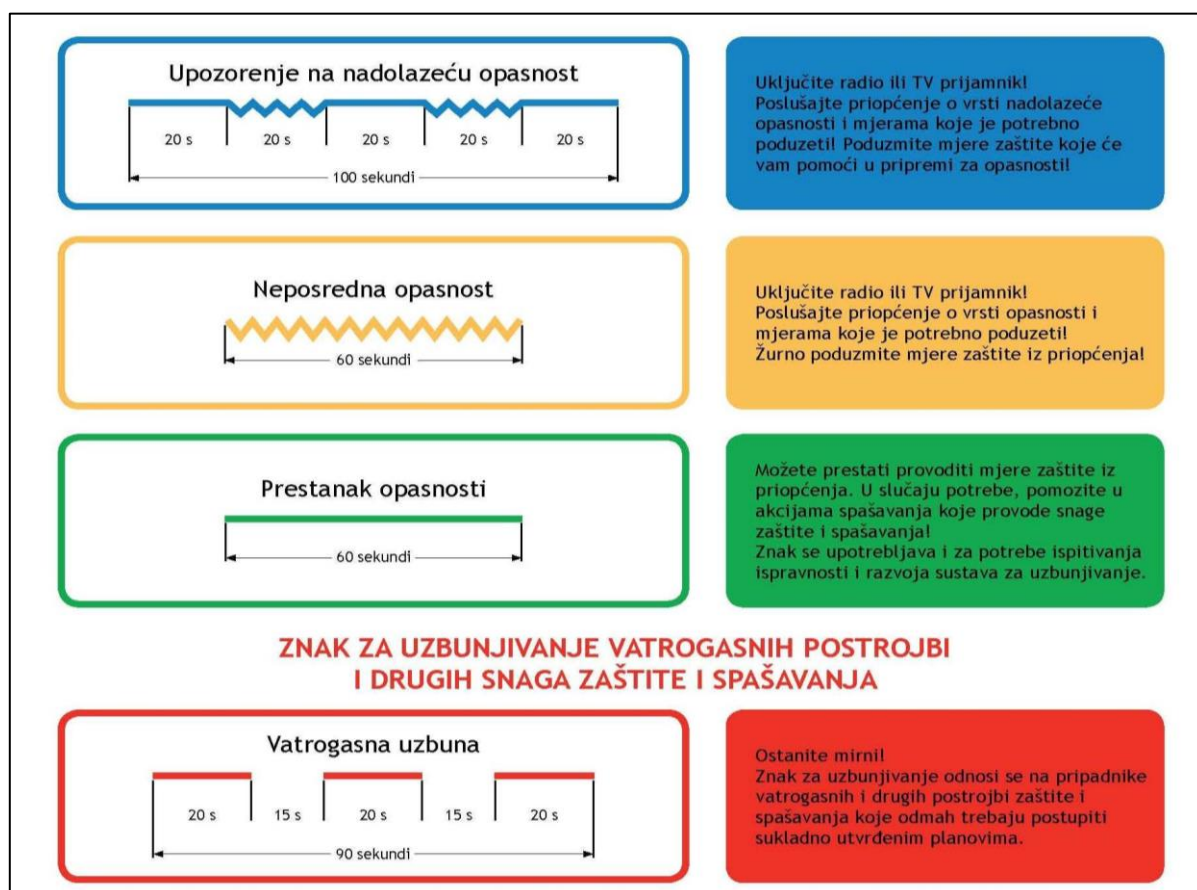 Upozorenje na nadolazeću opasnost
20 s 20 s 20 s 20 s 20 s
100 sekundi
Uključite radio ili TV prijamnik!
Poslušajte priopćenje o vrsti nadolazeće
opasnosti i mjerama koje je potrebno
poduzeti! Poduzmite mjere zaštite koje će
vam pomoći u pripremi za opasnosti!
Neposredna opasnost
60 sekundi
Uključite radio ili TV prijamnik!
Poslušajte priopćenje o vrsti opasnosti i
mjerama koje je potrebno poduzeti!
Žurno poduzmite mjere zaštite iz priopćenja!
Prestanak opasnosti
60 sekundi
Možete prestati provoditi mjere zaštite iz
priopćenja. U slučaju potrebe, pomozite u
akcijama spašavanja koje provode snage
zaštite i spašavanja!
Znak se upotrebljava i za potrebe ispitivanja
ispravnosti i razvoja sustava za uzbunjivanje.
ZNAK ZA UZBUNJIVANJE VATROGASNIH POSTROJBI
I DRUGIH SNAGA ZAŠTITE I SPAŠAVANJA
Vatrogasna uzbuna
20 s 15 s 20 s 15 s 20 s
90 sekundi
Ostanite mirni!
Znak za uzbunjivanje odnosi se na pripadnike
vatrogasnih i drugih postrojbi zaštite i
spašavanja koje odmah trebaju postupiti
sukladno utvrđenim planovima.